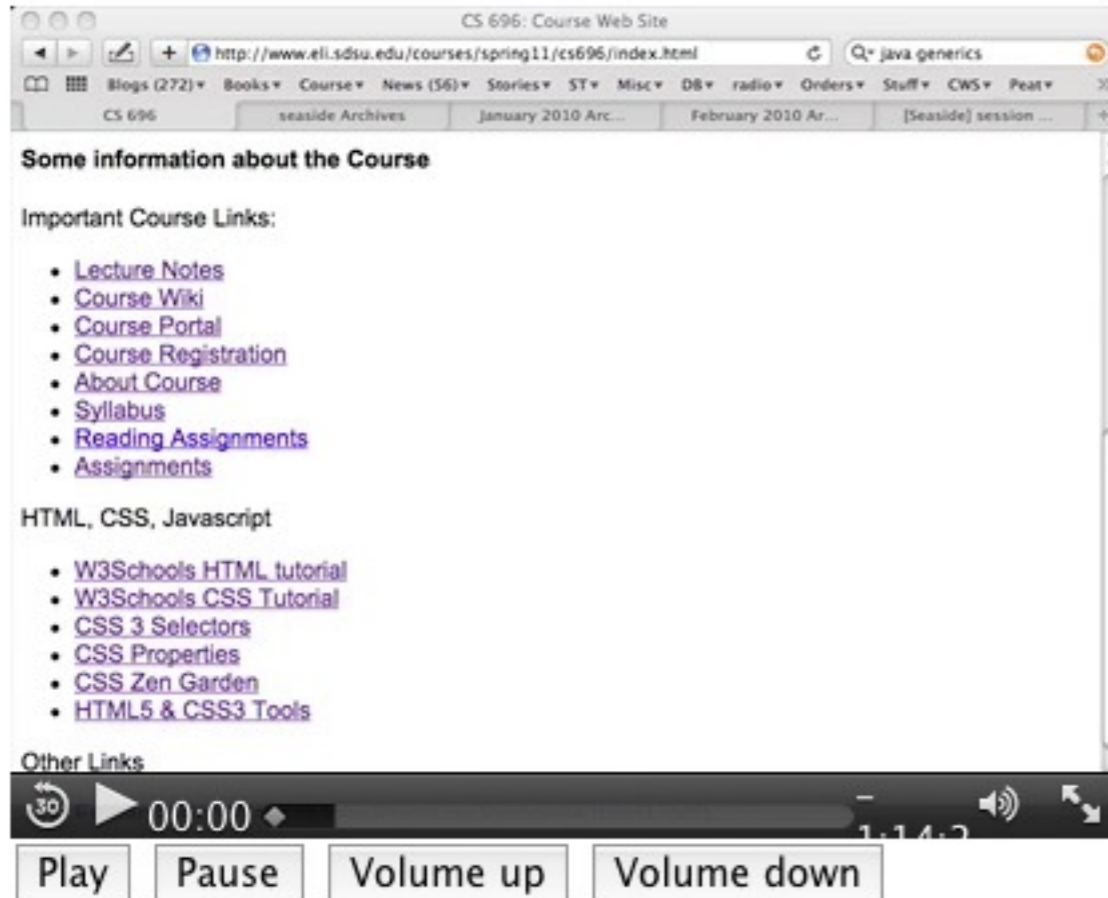 CS 696: Course Web Site
http://www.eli.sdsu.edu/courses/spring11/cs696/index.html java generics
Blogs (272) Books Course News (56) Stories ST Misc DB radio Orders Stuff CWS Peat
CS 696 seaside Archives January 2010 Arc... February 2010 Ar... [Seaside] session ...
Some information about the Course
Important Course Links:
Lecture Notes
Course Wiki
Course Portal
Course Registration
About Course
Syllabus
Reading Assignments
Assignments
HTML, CSS, Javascript
W3Schools HTML tutorial
W3Schools CSS Tutorial
CSS 3 Selectors
CSS Properties
CSS Zen Garden
HTML5 & CSS3 Tools
Other Links
30 00:00 – 1:14:2
Play Pause Volume up Volume down